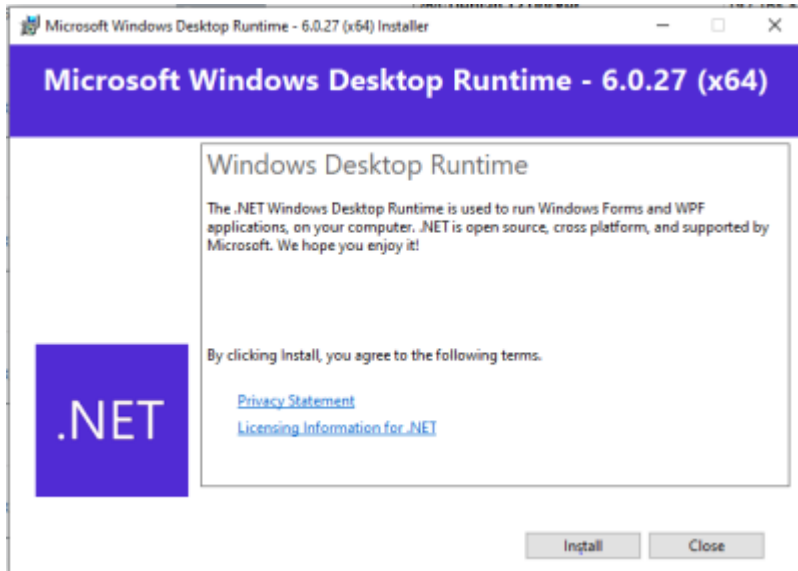 Microsoft Windows Desktop Runtime - 6.0.27 (x64) Installer
Microsoft Windows Desktop Runtime - 6.0.27 (x64)
Windows Desktop Runtime
The .NET Windows Desktop Runtime is used to run Windows Forms and WPF
applications, on your computer. .NET is open source, cross platform, and supported by
Microsoft. We hope you enjoy it!
By clicking Install, you agree to the following terms.
Privacy Statement
Licensing Information for .NET
.NET
Install
Close